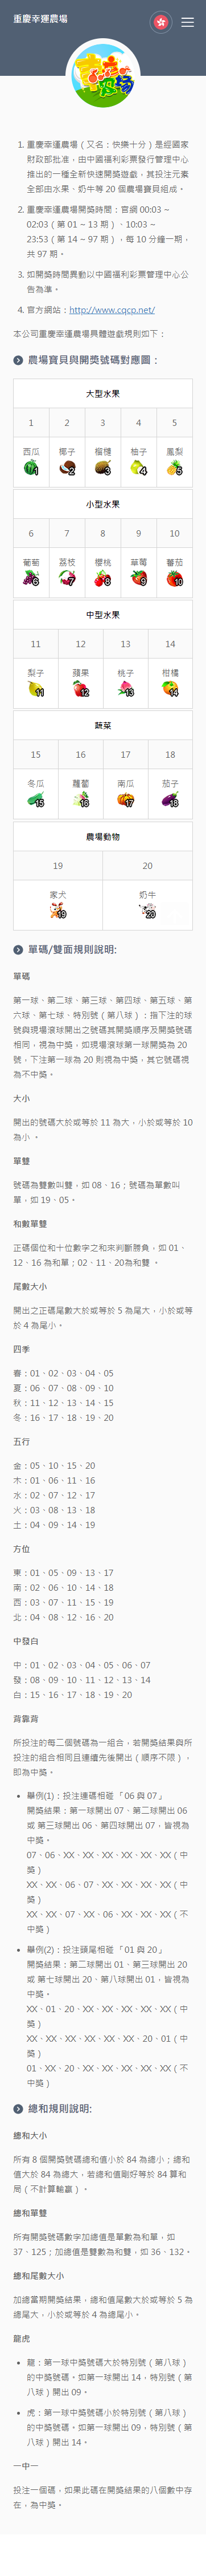 重慶幸運農場
幸运农场
1. 重慶幸運農場（又名：快樂十分）是經國家
財政部批准，由中國福利彩票發行管理中心
推出的一種全新快速開獎遊戲，其投注元素
全部由水果、奶牛等 20 個農場寶貝組成。
2. 重慶幸運農場開獎時間：官網 00:03 ~
02:03（第 01 ~ 13 期）、10:03 ~
23:53（第 14 ~ 97 期），每 10 分鐘一期，
共 97 期。
3. 如開獎時間異動以中國福利彩票管理中心公
告為準。
4. 官方網站：http://www.cqcp.net/
本公司重慶幸運農場具體遊戲規則如下：
農場寶貝與開獎號碼對應圖：
大型水果
1 2 3 4 5
西瓜 椰子 榴槤 柚子 鳳梨
1 2 3 4 5
小型水果
6 7 8 9 10
葡萄 荔枝 櫻桃 草莓 蕃茄
6 7 8 9 10
中型水果
11 12 13 14
梨子 蘋果 桃子 柑橘
11 12 13 14
蔬菜
15 16 17 18
冬瓜 蘿蔔 南瓜 茄子
15 16 17 18
農場動物
19 20
家犬 奶牛
19 20
單碼/雙面規則說明:
單碼
第一球、第二球、第三球、第四球、第五球、第
六球、第七球、特別號（第八球）：指下注的球
號與現場滾球開出之號碼其開獎順序及開獎號碼
相同，視為中獎，如現場滾球第一球開獎為 20
號，下注第一球為 20 則視為中獎，其它號碼視
為不中獎。
大小
開出的號碼大於或等於 11 為大，小於或等於 10
為小 。
單雙
號碼為雙數叫雙，如 08、16；號碼為單數叫
單，如 19、05。
和數單雙
正碼個位和十位數字之和來判斷勝負，如 01、
12、16 為和單；02、11、20為和雙 。
尾數大小
開出之正碼尾數大於或等於 5 為尾大，小於或等
於 4 為尾小。
四季
春：01、02、03、04、05
夏：06、07、08、09、10
秋：11、12、13、14、15
冬：16、17、18、19、20
五行
金：05、10、15、20
木：01、06、11、16
水：02、07、12、17
火：03、08、13、18
土：04、09、14、19
方位
東：01、05、09、13、17
南：02、06、10、14、18
西：03、07、11、15、19
北：04、08、12、16、20
中發白
中：01、02、03、04、05、06、07
發：08、09、10、11、12、13、14
白：15、16、17、18、19、20
背靠背
所投注的每二個號碼為一組合，若開獎結果與所
投注的組合相同且連續先後開出（順序不限），
即為中獎。
舉例(1)：投注連碼相碰 「06 與 07」
開獎結果：第一球開出 07、第二球開出 06
或 第三球開出 06、第四球開出 07，皆視為
中獎。
07、06、XX、XX、XX、XX、XX、XX（中
獎）
XX、XX、06、07、XX、XX、XX、XX（中
獎）
XX、XX、07、XX、06、XX、XX、XX（不
中獎）
舉例(2)：投注頭尾相碰 「01 與 20」
開獎結果：第二球開出 01、第三球開出 20
或 第七球開出 20、第八球開出 01，皆視為
中獎。
XX、01、20、XX、XX、XX、XX、XX（中
獎）
XX、XX、XX、XX、XX、XX、20、01（中
獎）
01、XX、20、XX、XX、XX、XX、XX（不
中獎）
總和規則說明:
總和大小
所有 8 個開獎號碼總和值小於 84 為總小；總和
值大於 84 為總大，若總和值剛好等於 84 算和
局（不計算輸贏）。
總和單雙
所有開獎號碼數字加總值是單數為和單，如
37、125；加總值是雙數為和雙，如 36、132。
總和尾數大小
加總當期開獎結果，總和值尾數大於或等於 5 為
總尾大，小於或等於 4 為總尾小。
龍虎
龍：第一球中獎號碼大於特別號（第八球）
的中獎號碼。如第一球開出 14，特別號（第
八球）開出 09。
虎：第一球中獎號碼小於特別號（第八球）
的中獎號碼。如第一球開出 09，特別號（第
八球）開出 14。
一中一
投注一個碼，如果此碼在開獎結果的八個數中存
在，為中獎。